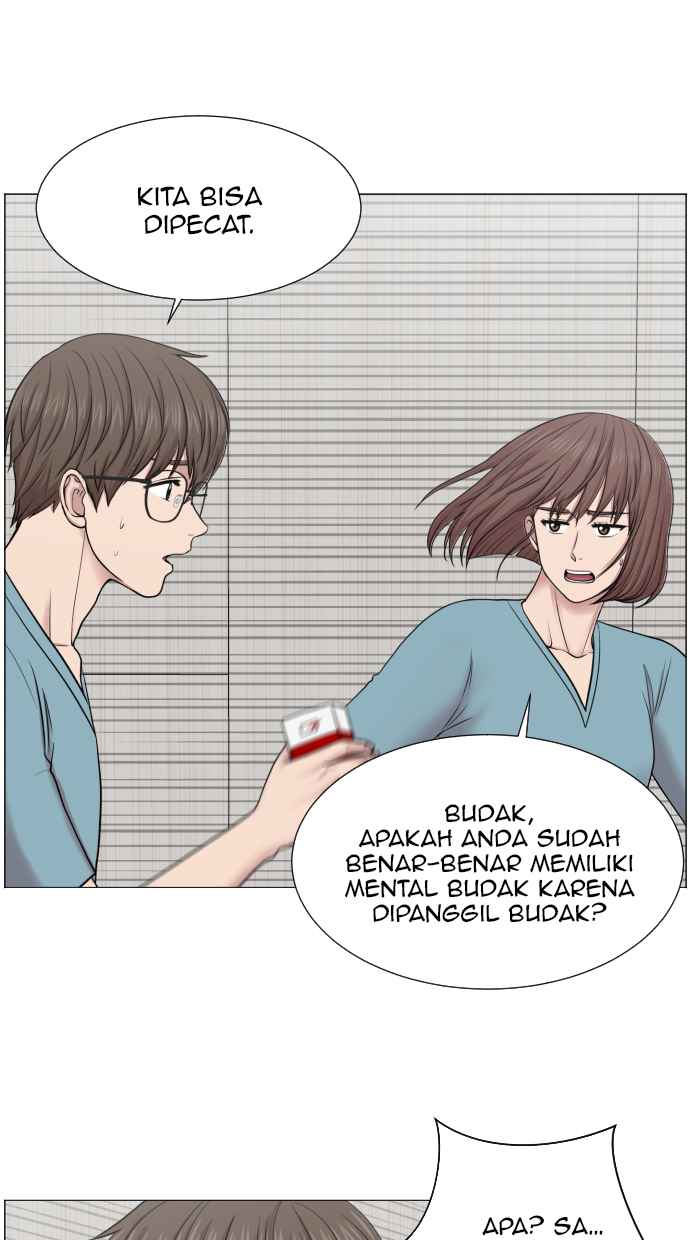 KITA BISA
DIPECAT.
BUDAK,
APAKAH ANDA SUDAH
BENAR-BENAR MEMILIKI
MENTAL BUDAK KARENA
DIPANGGIL BUDAK?
APA? SA...